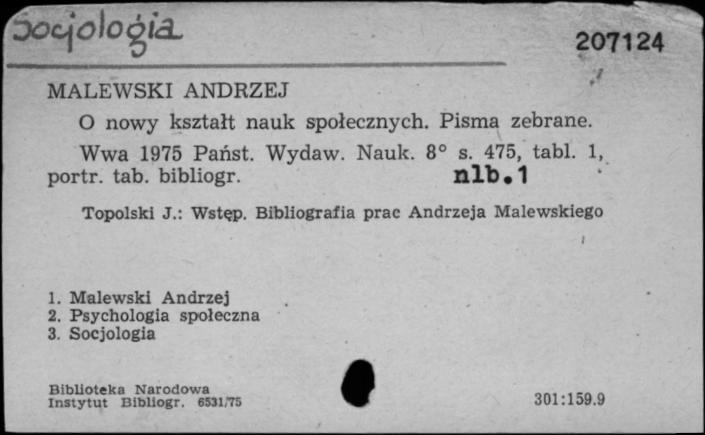 Socjologia
207124
MALEWSKI ANDRZEJ
O nowy kształt nauk społecznych. Pisma zebrane.
Wwa 1975 Państ. Wydaw. Nauk. 8° s. 475, tabl. 1,
portr. tab. bibliogr. nlb.1
Topolski J.: Wstęp. Bibliografia prac Andrzeja Malewskiego
1. Malewski Andrzej
2. Psychologia społeczna
3. Socjologia
Biblioteka Narodowa
Instytut Bibliogr. 6531/75
301:159.9